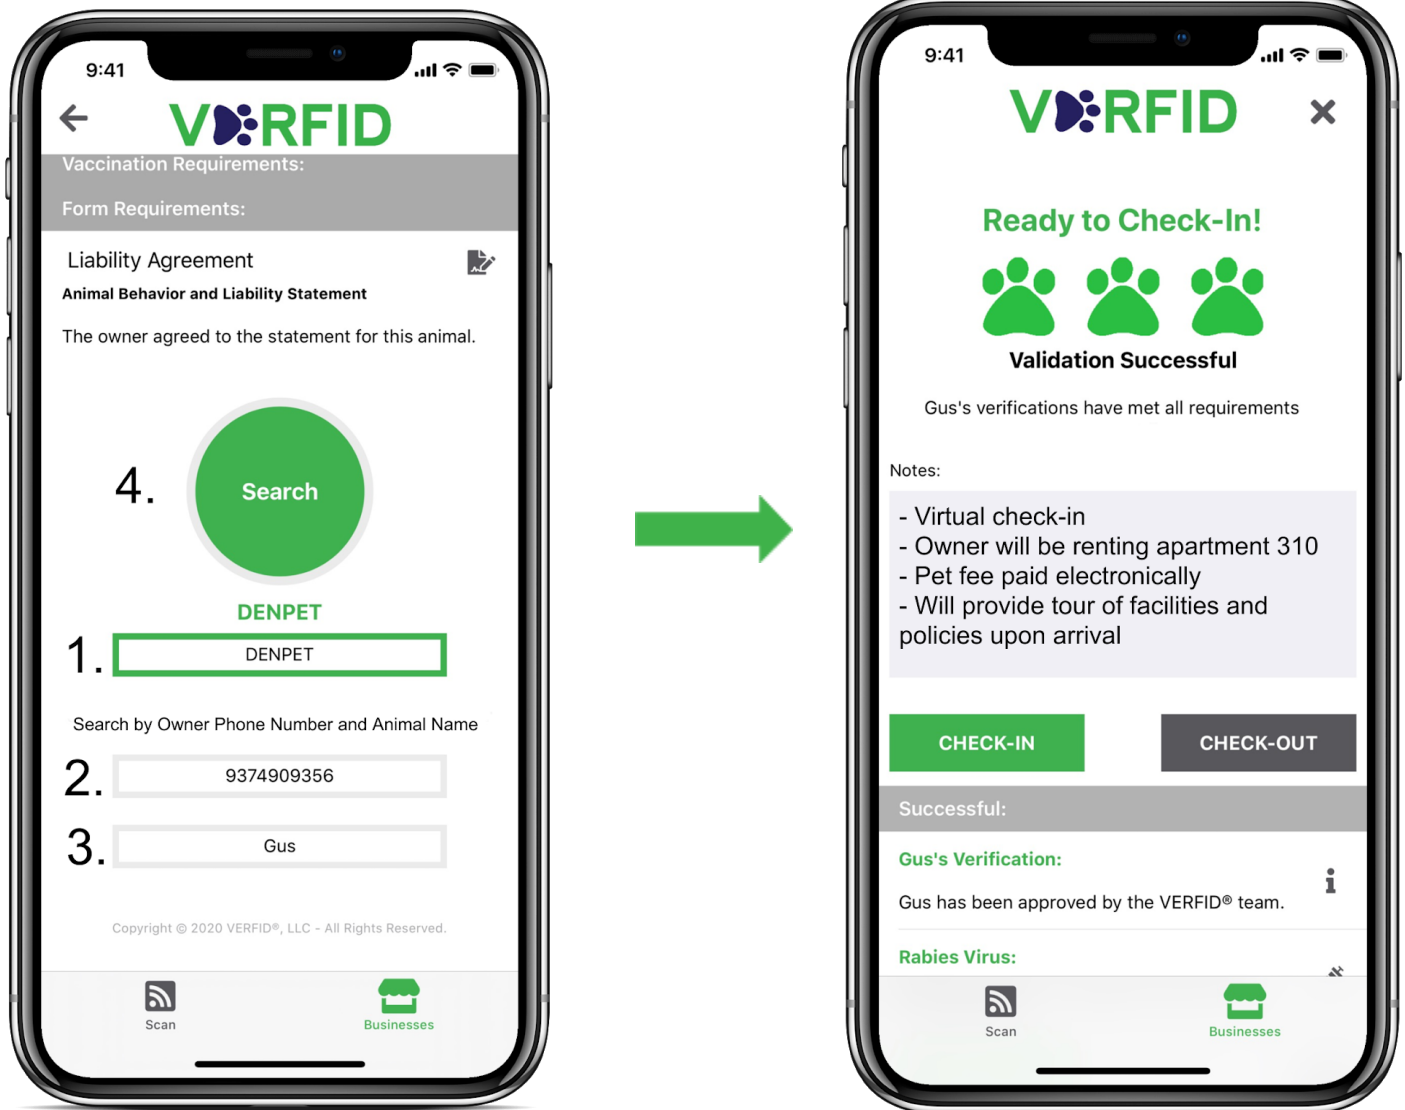 9:41
VERFID
Vaccination Requirements:
Form Requirements:
Liability Agreement
Animal Behavior and Liability Statement
The owner agreed to the statement for this animal.
4.
Search
DENPET
1.
DENPET
Search by Owner Phone Number and Animal Name
2.
9374909356
3.
Gus
Copyright © 2020 VERFID®, LLC - All Rights Reserved.
Scan
Businesses
9:41
VERFID
Ready to Check-In!
Validation Successful
Gus's verifications have met all requirements
Notes:
- Virtual check-in
- Owner will be renting apartment 310
- Pet fee paid electronically
- Will provide tour of facilities and
policies upon arrival
CHECK-IN
CHECK-OUT
Successful:
Gus's Verification:
Gus has been approved by the VERFID® team.
Rabies Virus:
Scan
Businesses